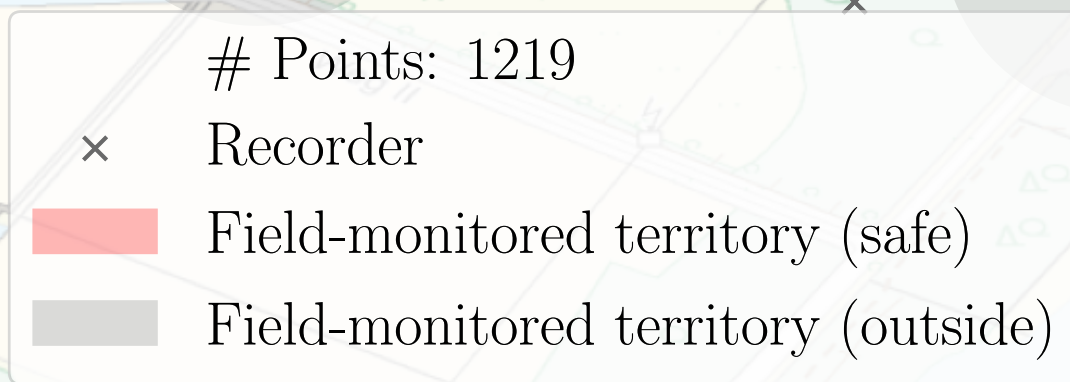 # Points: 1219
Recorder
Field-monitored territory (safe)
Field-monitored territory (outside)